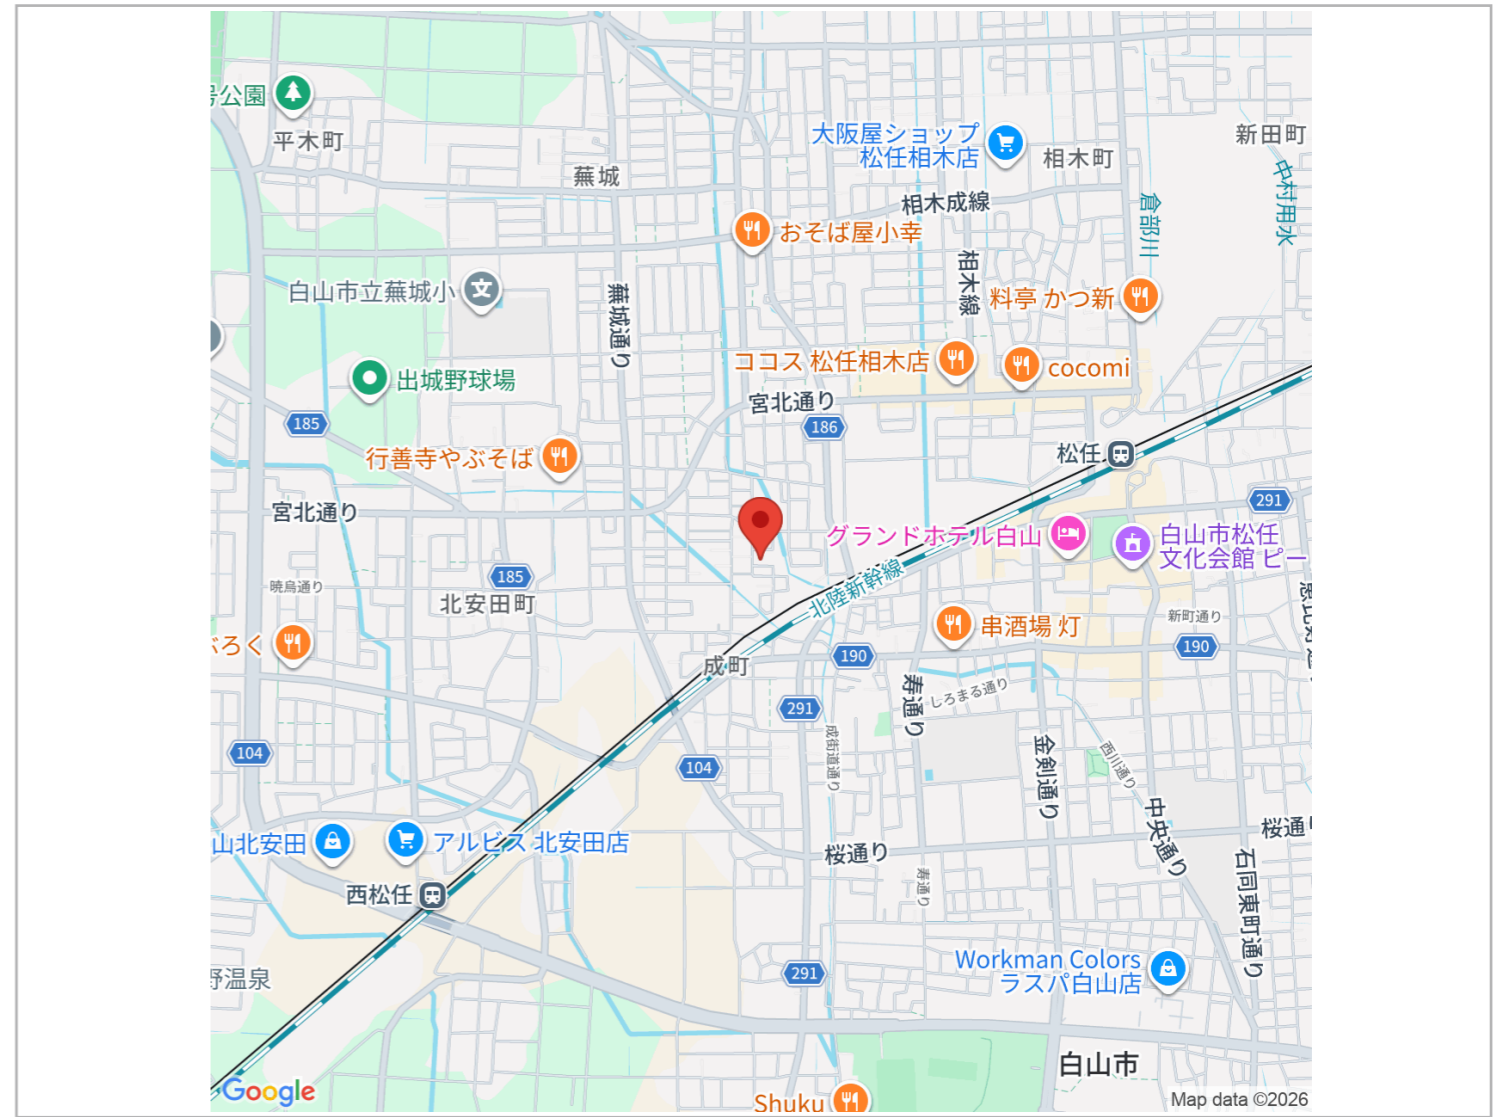 号公園
平木町
大阪屋ショップ
松任相木店
相木町
新田町
蕪城
中村用水
倉部川
相木成線
おそば屋小幸
相木線
白山市立蕪城小
蕪城通り
料亭 かつ新
ココス 松任相木店
cocomi
出城野球場
宮北通り
185
186
行善寺やぶそば
松任
宮北通り
291
グランドホテル白山
白山市松任
文化会館 ピー
暁烏通り
185
北安田町
北陸新幹線
新町通り
串酒場 灯
ぶろく
190
190
成町
寿通り
しろまる通り
291
成街道通り
104
104
金剣通り
西川通り
中央通り
山北安田
アルビス 北安田店
桜通り
桜通り
石同東町通り
寿通り
西松任
Workman Colors
ラスパ白山店
291
野温泉
白山市
Google
Shuku
Map data ©2026